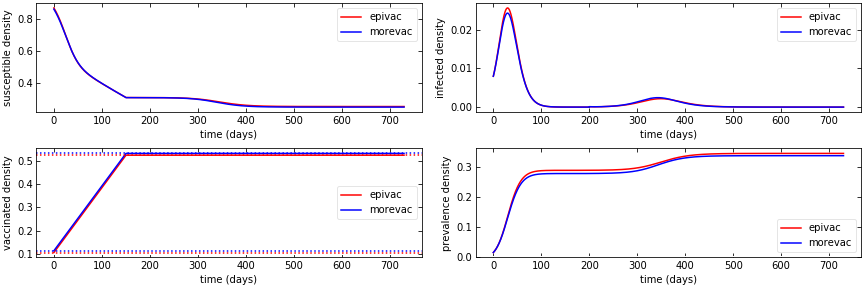 susceptible density
0.8
0.6
0.4
epivac
morevac
0 100 200 300 400 500 600 700
time (days)
infected density
0.02
0.01
0.00
epivac
morevac
0 100 200 300 400 500 600 700
time (days)
vaccinated density
0.5
0.4
0.3
0.2
0.1
epivac
morevac
0 100 200 300 400 500 600 700
time (days)
prevalence density
0.3
0.2
0.1
0.0
epivac
morevac
0 100 200 300 400 500 600 700
time (days)